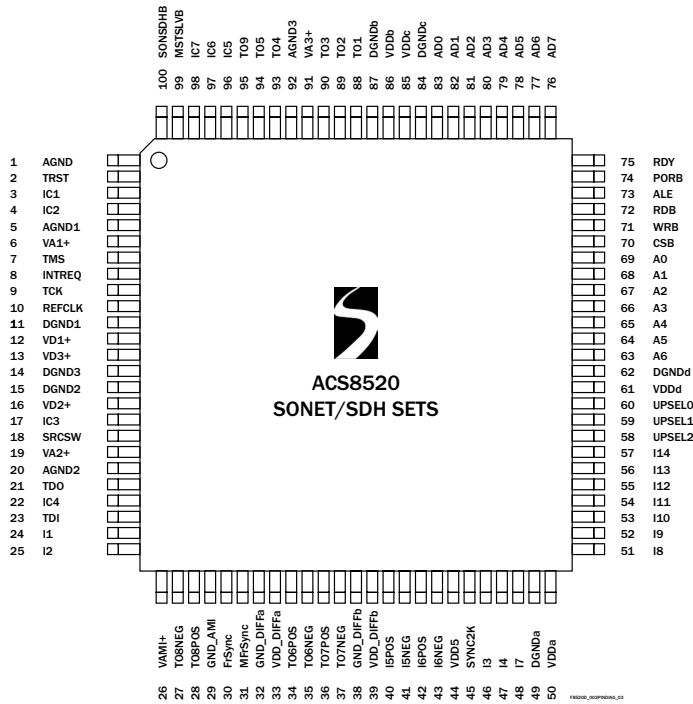 100 SONSDHB
99 MSTSLVB
98 IC7
97 IC6
96 IC5
95 TO9
94 TO5
93 TO4
92 AGND3
91 VA3+
90 TO3
89 TO2
88 TO1
87 DGNDb
86 VDDb
85 VDDc
84 DGNDc
83 AD0
82 AD1
81 AD2
80 AD3
79 AD4
78 AD5
77 AD6
76 AD7
1 AGND
2 TRST
3 IC1
4 IC2
5 AGND1
6 VA1+
7 TMS
8 INTREQ
9 TCK
10 REFCLK
11 DGND1
12 VD1+
13 VD3+
14 DGND3
15 DGND2
16 VD2+
17 IC3
18 SRCSW
19 VA2+
20 AGND2
21 TDO
22 IC4
23 TDI
24 I1
25 I2
ACS8520
SONET/SDH SETS
75 RDY
74 PORB
73 ALE
72 RDB
71 WRB
70 CSB
69 A0
68 A1
67 A2
66 A3
65 A4
64 A5
63 A6
62 DGNDd
61 VDDd
60 UPSEL0
59 UPSEL1
58 UPSEL2
57 I14
56 I13
55 I12
54 I11
53 I10
52 I9
51 I8
26 VAMI+
27 TO8NEG
28 TO8POS
29 GND_AMI
30 FrSync
31 MFrSync
32 GND_DIFFa
33 VDD_DIFFa
34 TO6POS
35 TO6NEG
36 TO7POS
37 TO7NEG
38 GND_DIFFb
39 VDD_DIFFb
40 I5POS
41 I5NEG
42 I6POS
43 I6NEG
44 VDD5
45 SYNC2K
46 I3
47 I4
48 I7
49 DGNDa
50 VDDa